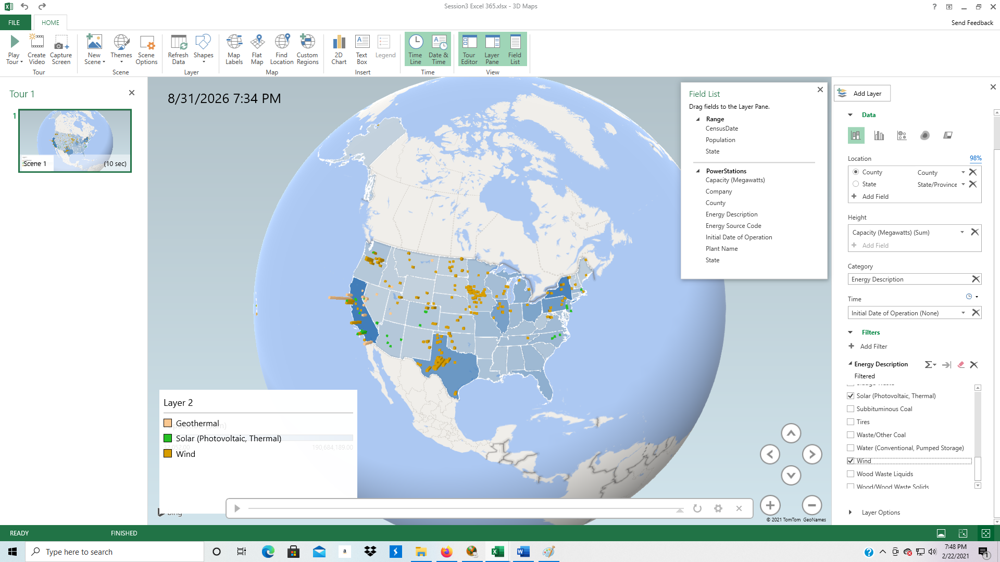 Session3 Excel 365.xlsx - 3D Maps
FILE
HOME
Send Feedback
Play Tour
Create Video
Capture Screen
Tour
New Scene
Themes
Scene Options
Scene
Refresh Data
Shapes
Layer
Map Labels
Flat Map
Find Location
Custom Regions
Map
2D Chart
Text Box
Legend
Insert
Time Line
Date & Time
Time
Tour Editor
Layer Pane
Field List
View
Tour 1
1
Scene 1 (10 sec)
8/31/2026 7:34 PM
Field List
Drag fields to the Layer Pane.
Range
CensusDate
Population
State
PowerStations
Capacity (Megawatts)
Company
County
Energy Description
Energy Source Code
Initial Date of Operation
Plant Name
State
Layer 2
Geothermal
Solar (Photovoltaic, Thermal)
190,684,189.00
Wind
bing
© 2021 TomTom GeoNames
Add Layer
Data
Location 98%
County County
State State/Province
Add Field
Height
Capacity (Megawatts) (Sum)
Add Field
Category
Energy Description
Time
Initial Date of Operation (None)
Filters
Add Filter
Energy Description
Filtered
Solar (Photovoltaic, Thermal)
Subbituminous Coal
Tires
Waste/Other Coal
Water (Conventional, Pumped Storage)
Wind
Wood Waste Liquids
Wood/Wood Waste Solids
Layer Options
READY FINISHED
Type here to search
7:48 PM
2/22/2021
1